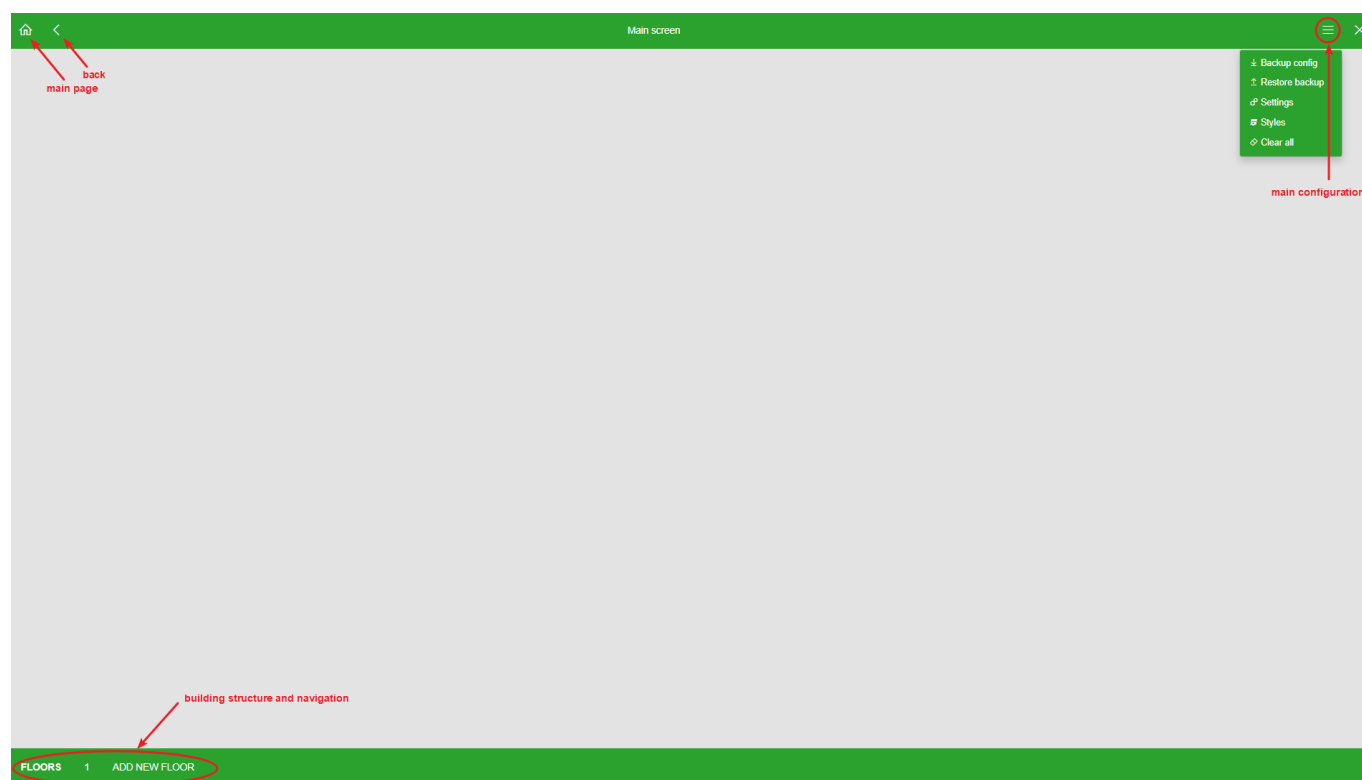 Main screen
back
main page
Backup config
Restore backup
Settings
Styles
Clear all
main configuration
building structure and navigation
FLOORS 1 ADD NEW FLOOR